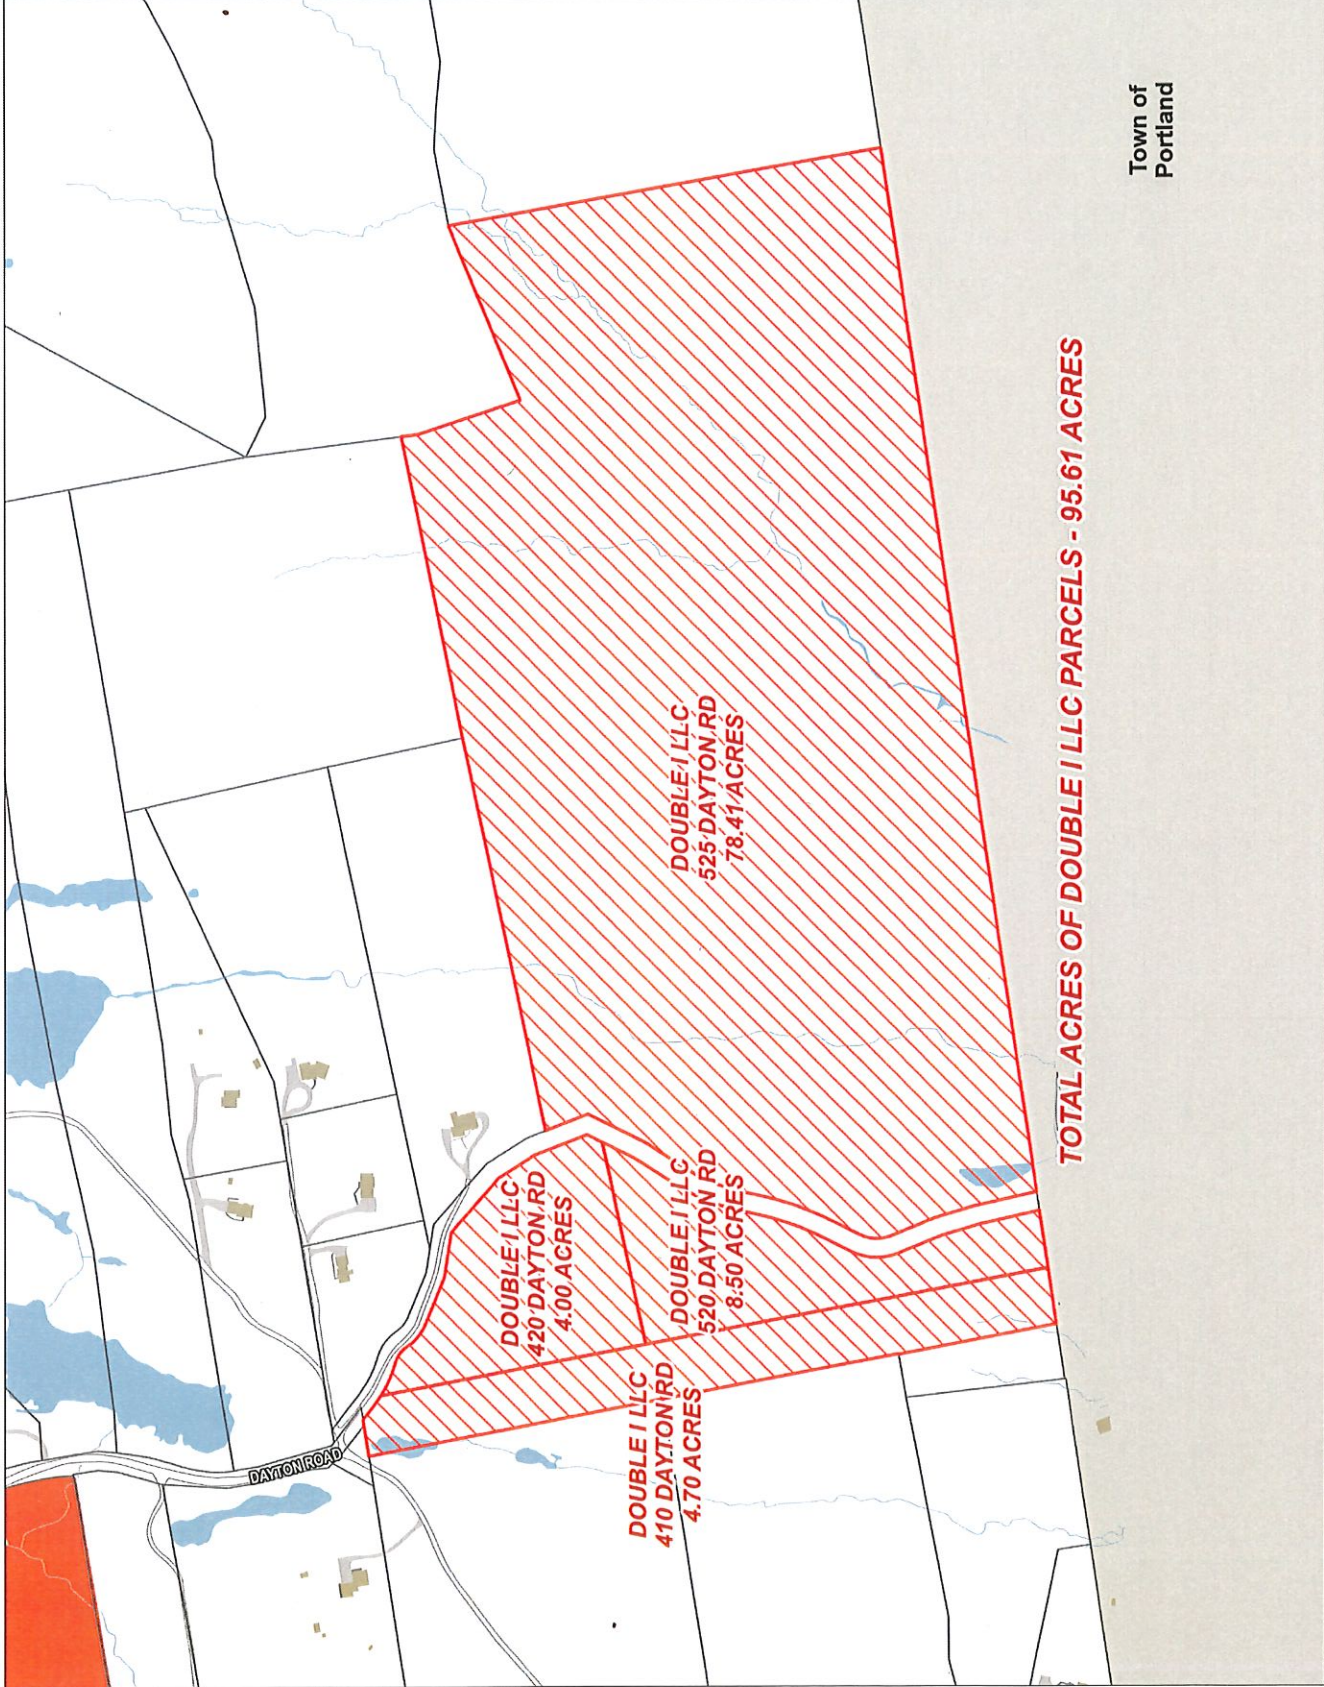 DAYTON ROAD
DOUBLE I LLC
410 DAYTON RD
4.70 ACRES
DOUBLE I LLC
420 DAYTON RD
4.00 ACRES
DOUBLE I LLC
520 DAYTON RD
8.50 ACRES
DOUBLE I LLC
525 DAYTON RD
78.41 ACRES
TOTAL ACRES OF DOUBLE I LLC PARCELS - 95.61 ACRES
Town of
Portland